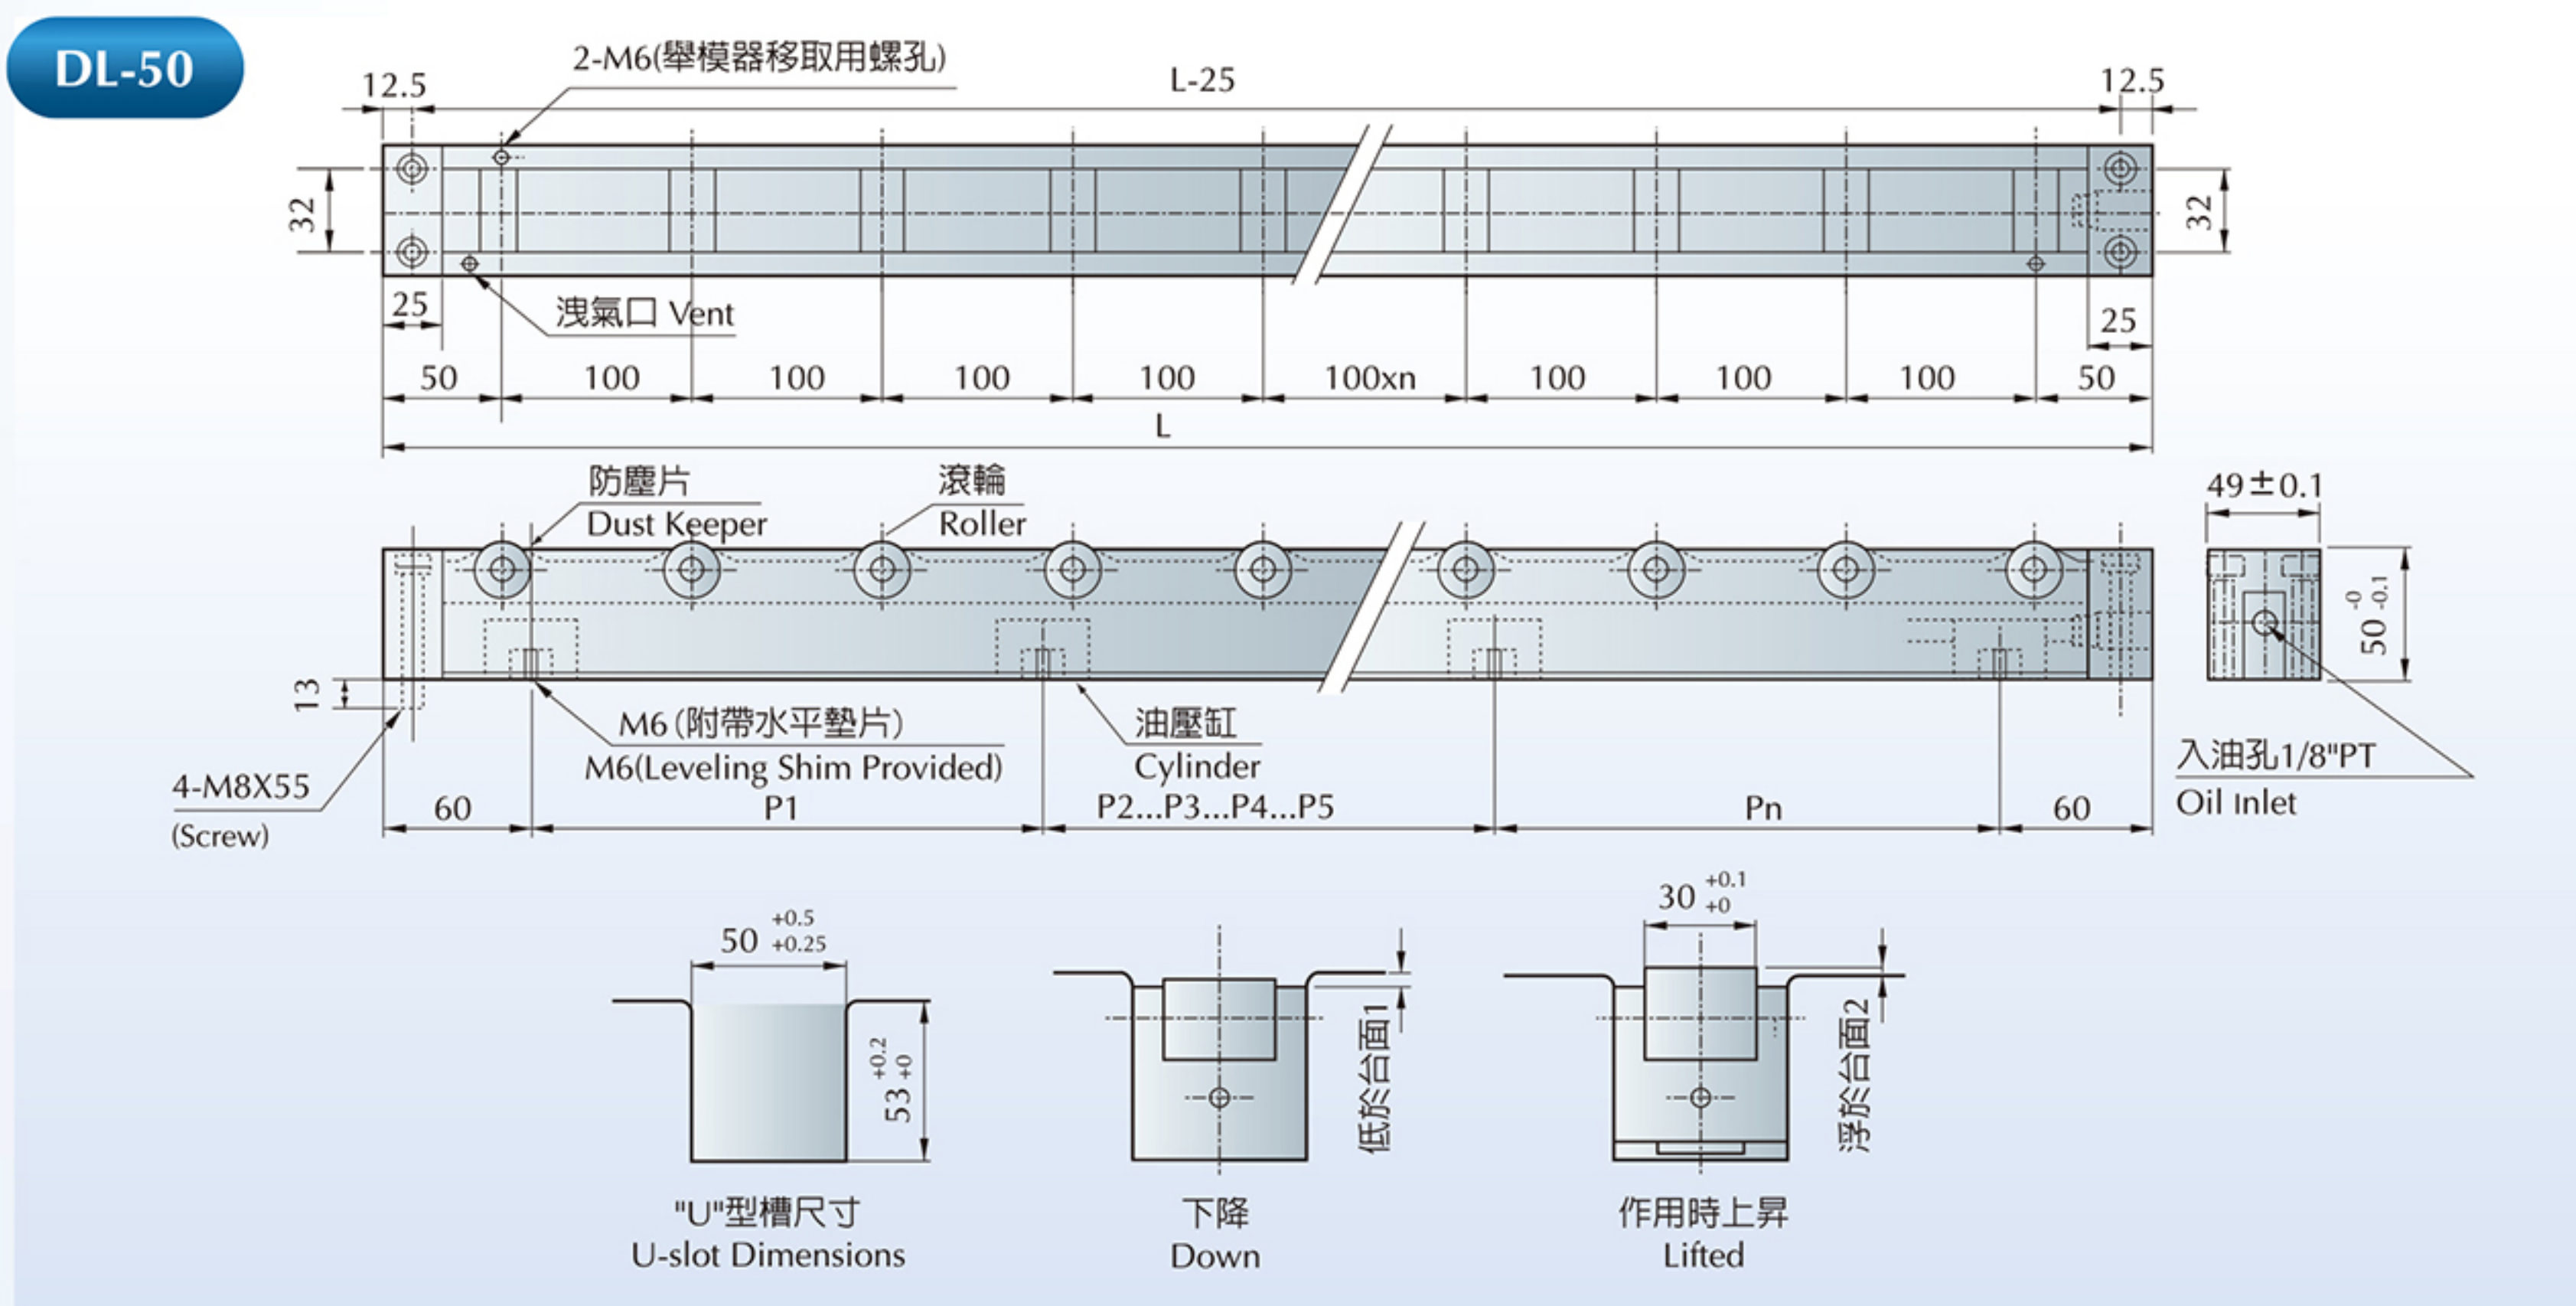 DL-50
2-M6(舉模器移取用螺孔)
12.5
L-25
12.5
32
32
洩氣口 Vent
25
25
50
100
100
100
100
100xn
100
100
100
50
L
防塵片
Dust Keeper
滾輪
Roller
49±0.1
50 -0 -0.1
13
M6 (附帶水平墊片)
M6(Leveling Shim Provided)
油壓缸
Cylinder
入油孔1/8"PT
Oil Inlet
4-M8X55
(Screw)
60
P1
P2...P3...P4...P5
Pn
60
50 +0.5 +0.25
53 +0.2 +0
低於台面1
30 +0.1 +0
浮於台面2
"U"型槽尺寸
U-slot Dimensions
下降
Down
作用時上昇
Lifted